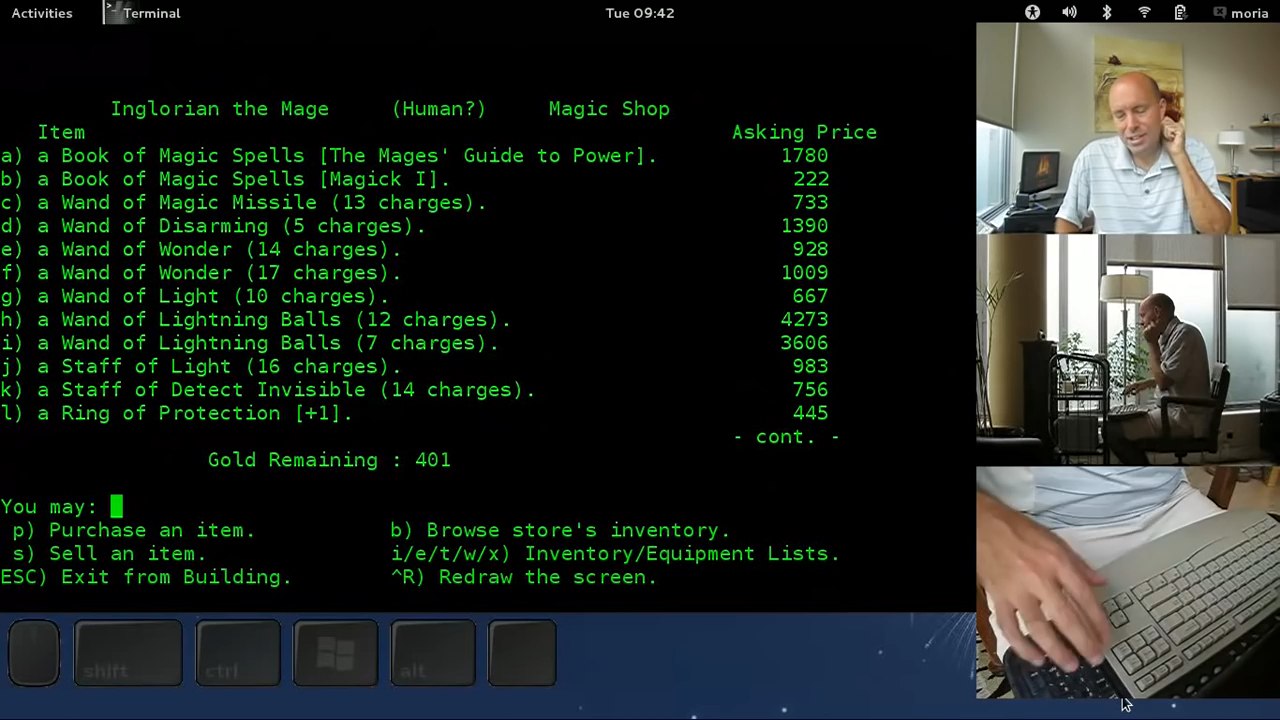 Activities Terminal Tue 09:42 moria
Inglorian the Mage (Human?) Magic Shop
Item Asking Price
a) a Book of Magic Spells [The Mages' Guide to Power]. 1780
b) a Book of Magic Spells [Magick I]. 222
c) a Wand of Magic Missile (13 charges). 733
d) a Wand of Disarming (5 charges). 1390
e) a Wand of Wonder (14 charges). 928
f) a Wand of Wonder (17 charges). 1009
g) a Wand of Light (10 charges). 667
h) a Wand of Lightning Balls (12 charges). 4273
i) a Wand of Lightning Balls (7 charges). 3606
j) a Staff of Light (16 charges). 983
k) a Staff of Detect Invisible (14 charges). 756
l) a Ring of Protection [+1]. 445
- cont. -
Gold Remaining : 401
You may:
p) Purchase an item. b) Browse store's inventory.
s) Sell an item. i/e/t/w/x) Inventory/Equipment Lists.
ESC) Exit from Building. ^R) Redraw the screen.
shift ctrl alt